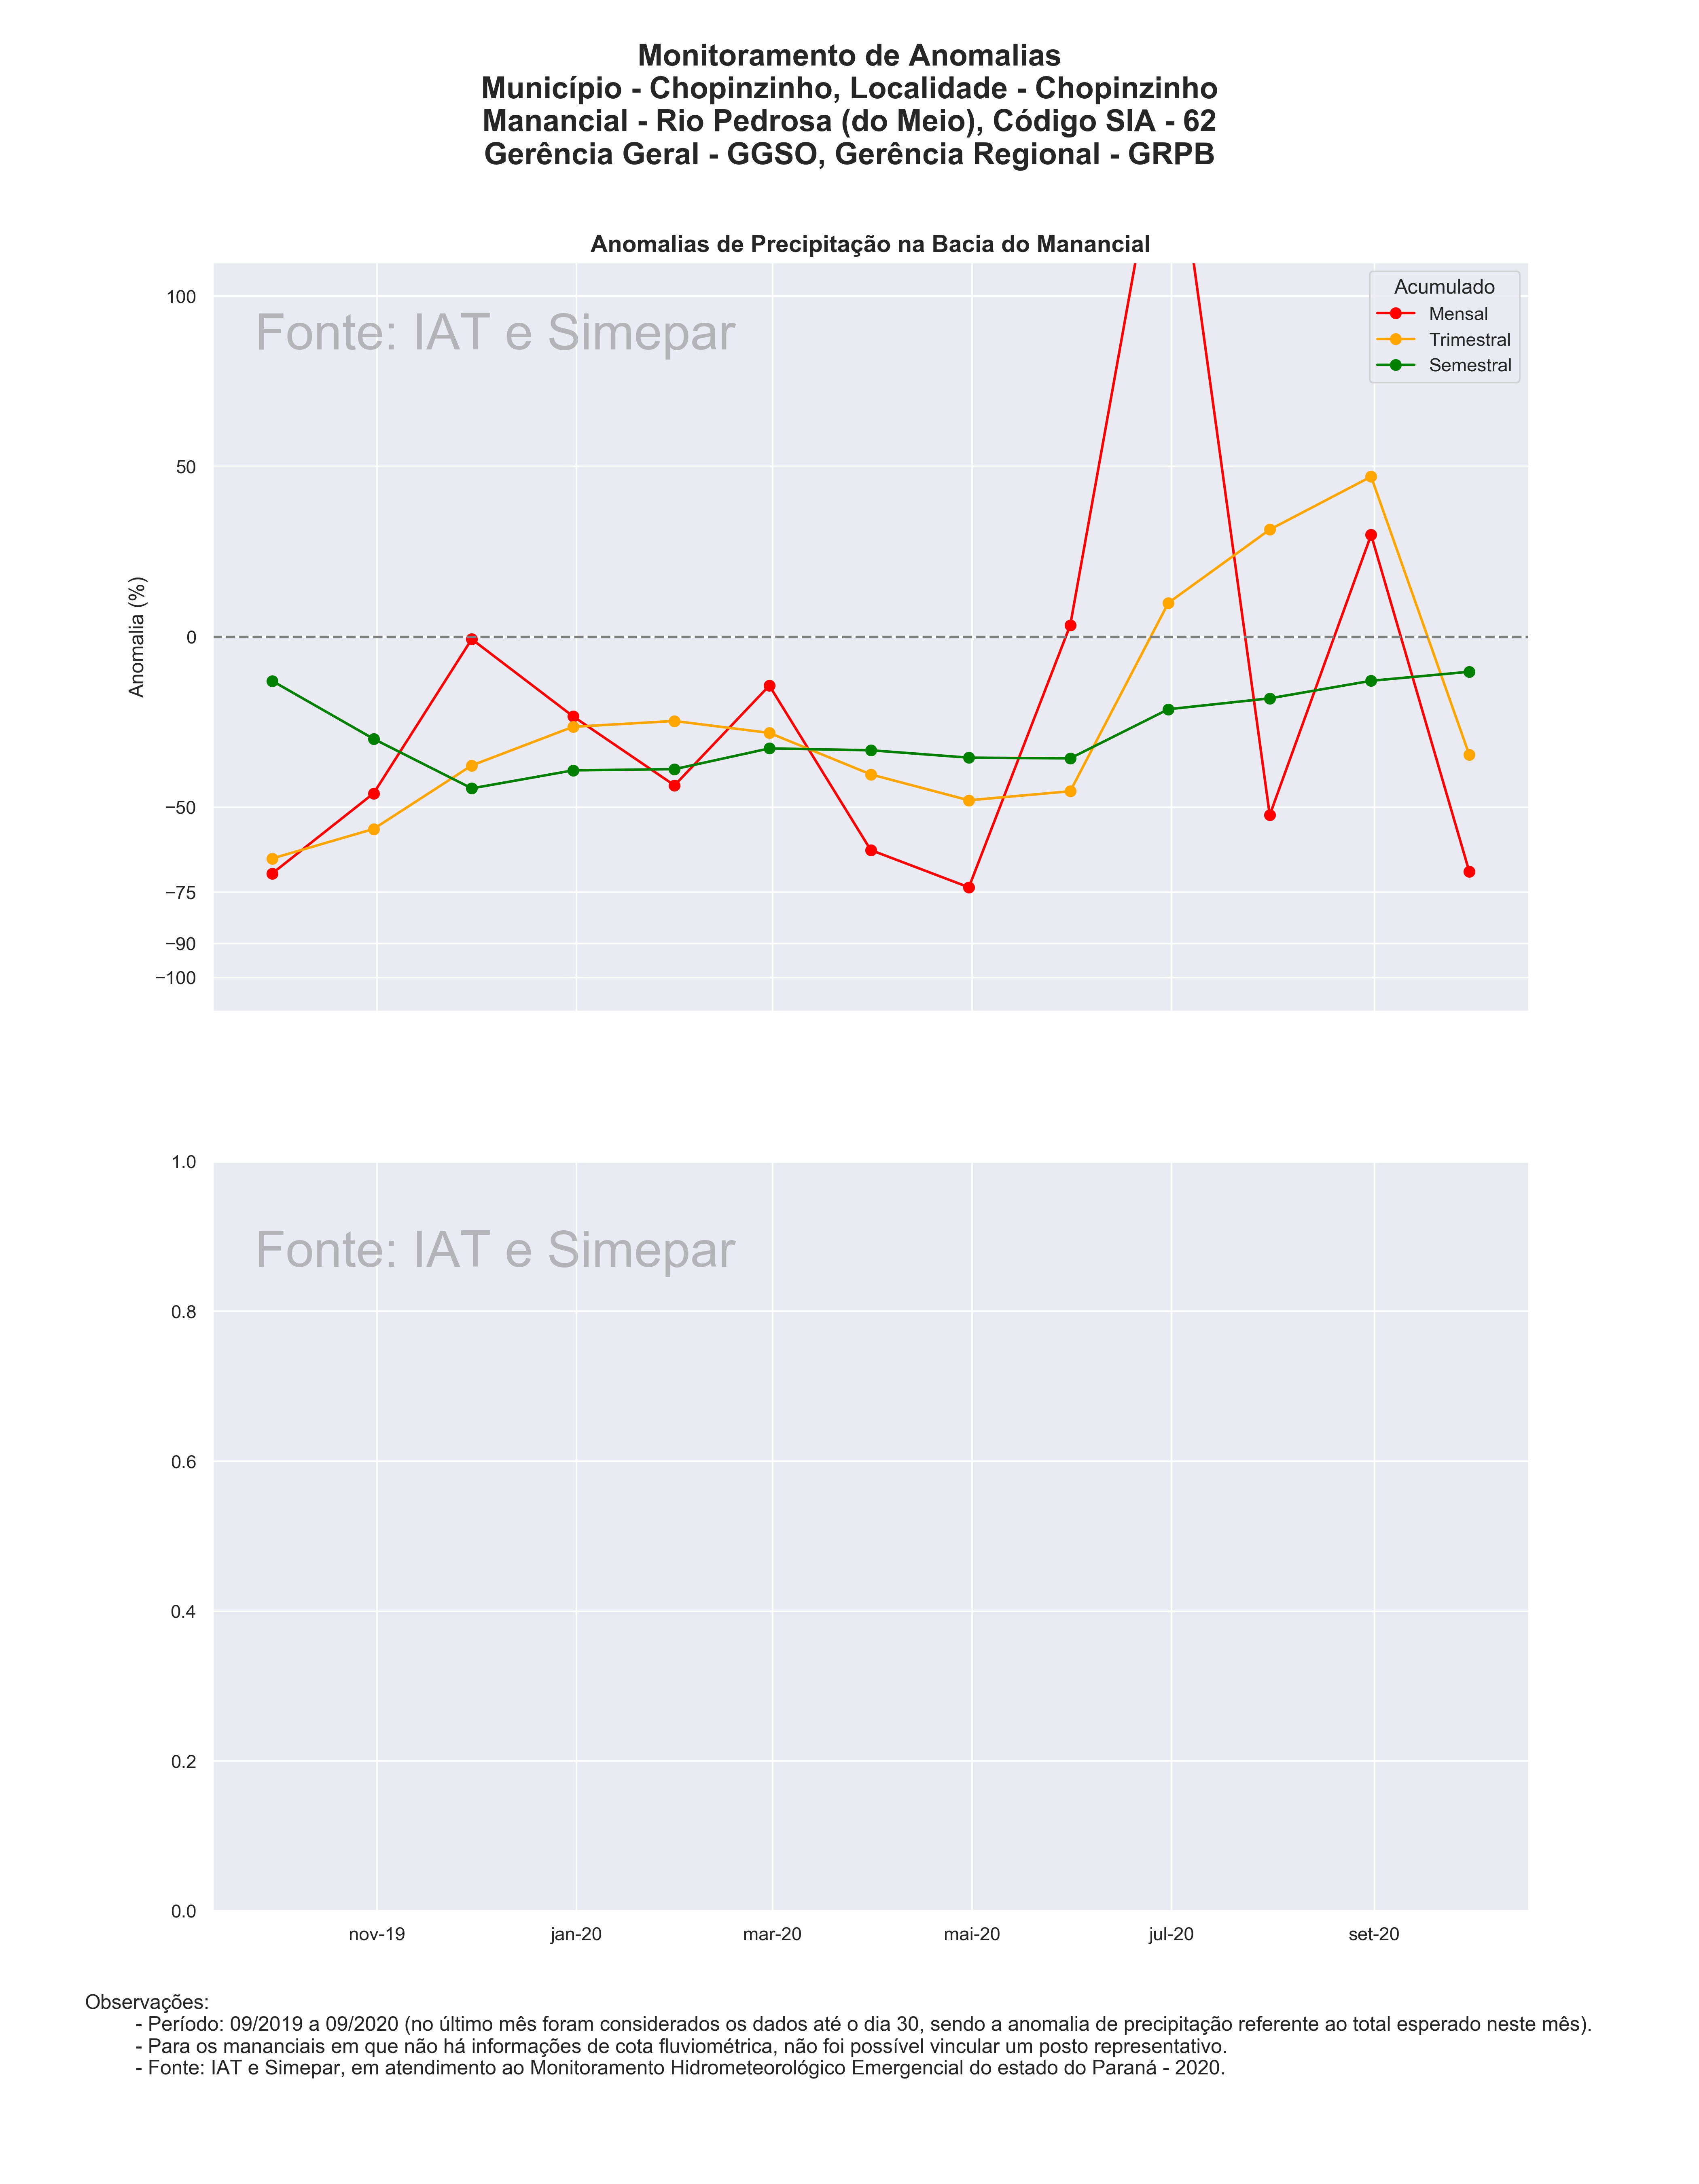 Monitoramento de Anomalias
Município - Chopinzinho, Localidade - Chopinzinho
Manancial - Rio Pedrosa (do Meio), Código SIA - 62
Gerência Geral - GGSO, Gerência Regional - GRPB
Anomalias de Precipitação na Bacia do Manancial
Fonte: IAT e Simepar
Acumulado
Mensal
Trimestral
Semestral
Anomalia (%)
100
50
0
−50
−75
−90
−100
Fonte: IAT e Simepar
1.0
0.8
0.6
0.4
0.2
0.0
nov-19 jan-20 mar-20 mai-20 jul-20 set-20
Observações:
- Período: 09/2019 a 09/2020 (no último mês foram considerados os dados até o dia 30, sendo a anomalia de precipitação referente ao total esperado neste mês).
- Para os mananciais em que não há informações de cota fluviométrica, não foi possível vincular um posto representativo.
- Fonte: IAT e Simepar, em atendimento ao Monitoramento Hidrometeorológico Emergencial do estado do Paraná - 2020.